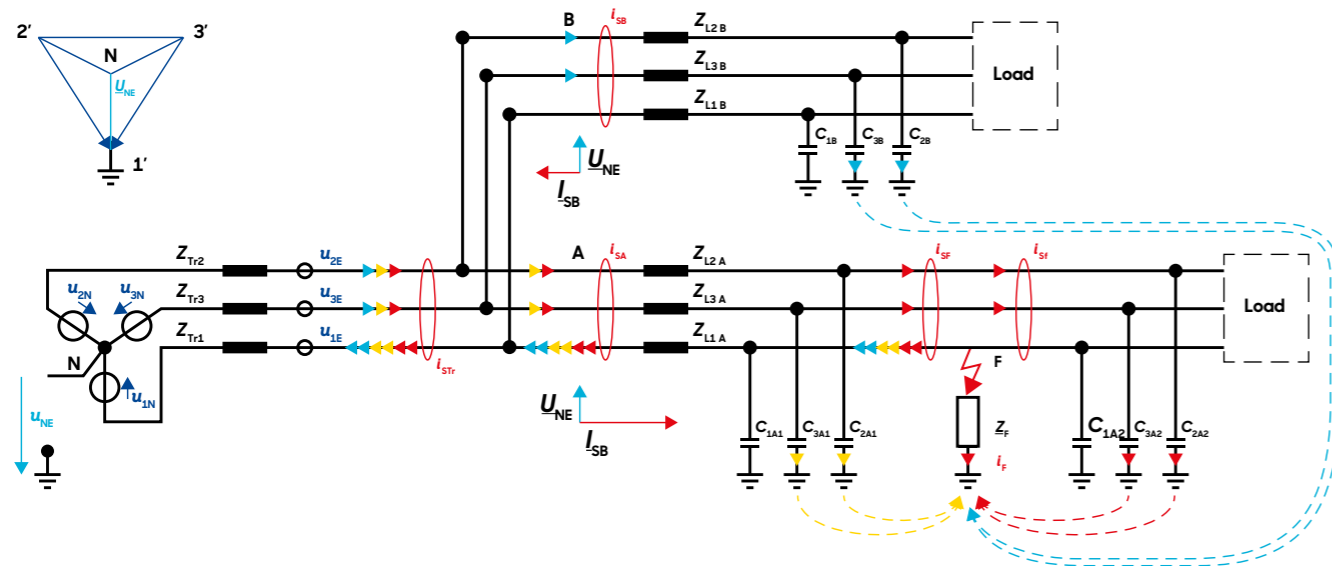 2′ 3′
N
U_NE
1′
B i_SB Z_L2 B
Z_L3 B
Z_L1 B
Load
C_1B C_3B C_2B
U_NE
I_SB
Z_Tr2 u_2E A i_SA Z_L2 A i_SF i_Sf
u_2N u_3N
Z_Tr3 u_3E Z_L3 A
Load
Z_Tr1 u_1E Z_L1 A
N
i_STr
F
u_1N
u_NE
U_NE
I_SB
C_1A1 C_3A1 C_2A1 Z_F C_1A2 C_3A2 C_2A2
i_F